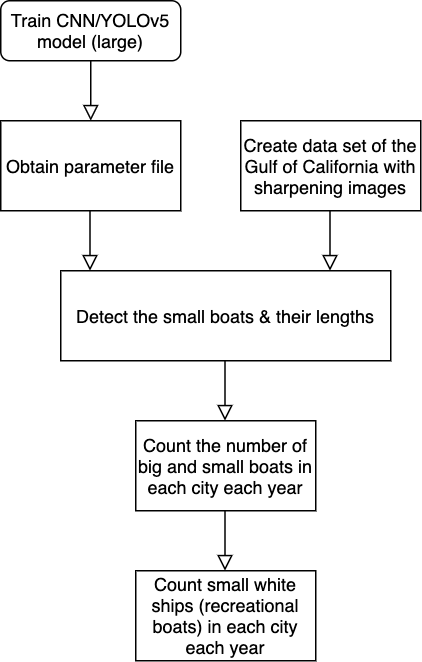 Train CNN/YOLOv5
model (large)
Obtain parameter file
Create data set of the
Gulf of California with
sharpening images
Detect the small boats & their lengths
Count the number of
big and small boats in
each city each year
Count small white
ships (recreational
boats) in each city
each year